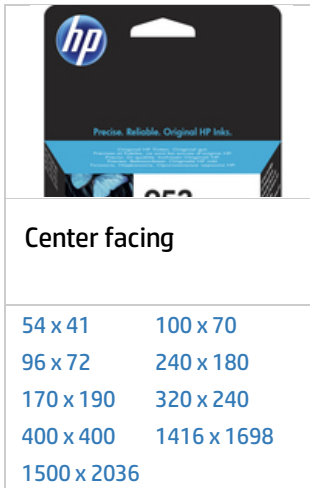 hp
Precise. Reliable. Original HP Inks.
Center facing
54 x 41 100 x 70
96 x 72 240 x 180
170 x 190 320 x 240
400 x 400 1416 x 1698
1500 x 2036